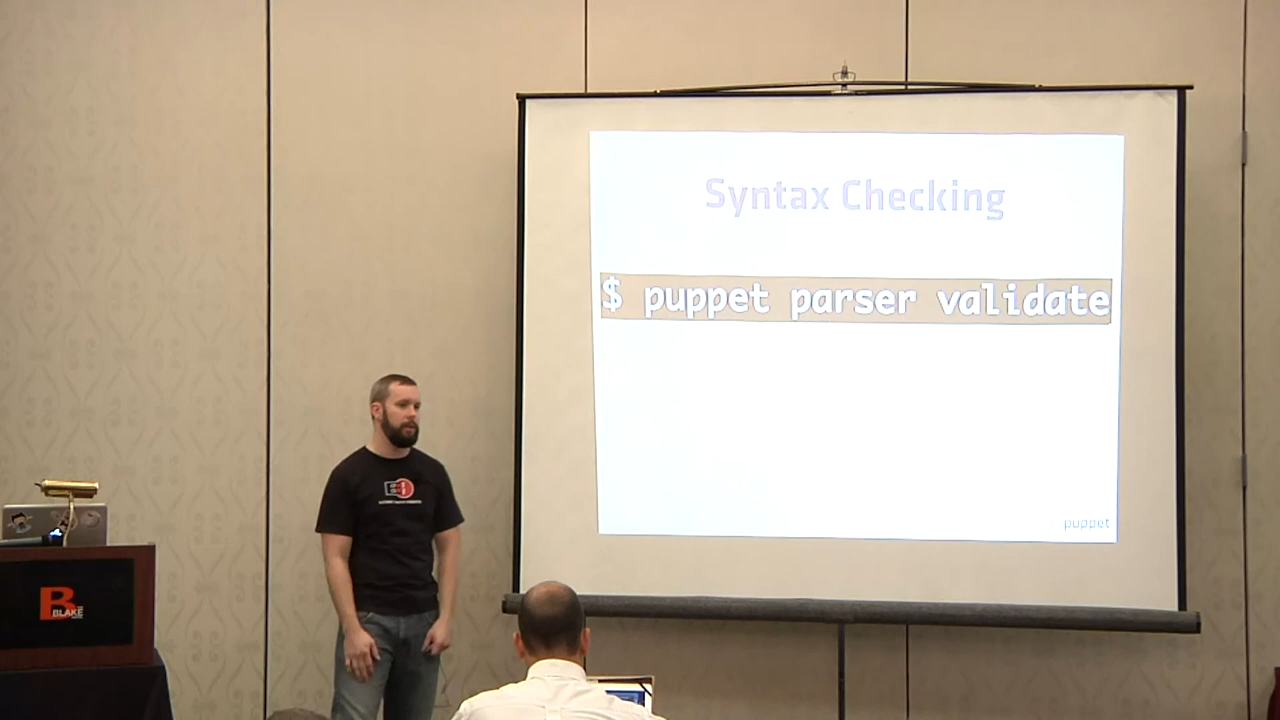 Syntax Checking
$ puppet parser validate
puppet
B
BLAKE